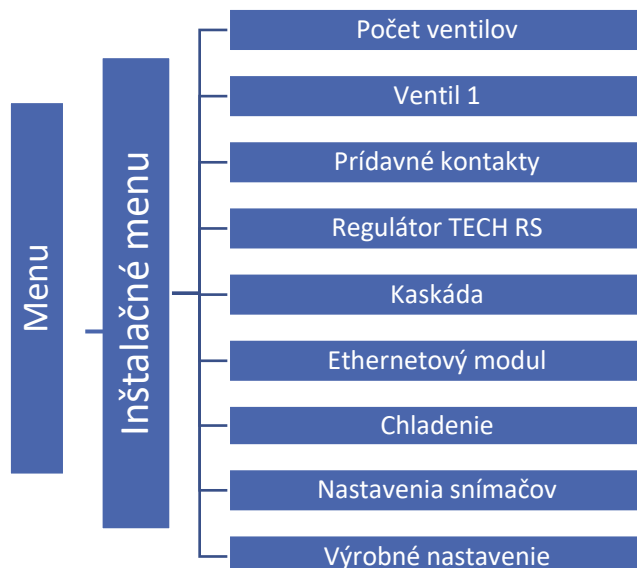 Menu
Inštalačné menu
Počet ventilov
Ventil 1
Prídavné kontakty
Regulátor TECH RS
Kaskáda
Ethernetový modul
Chladenie
Nastavenia snímačov
Výrobné nastavenie